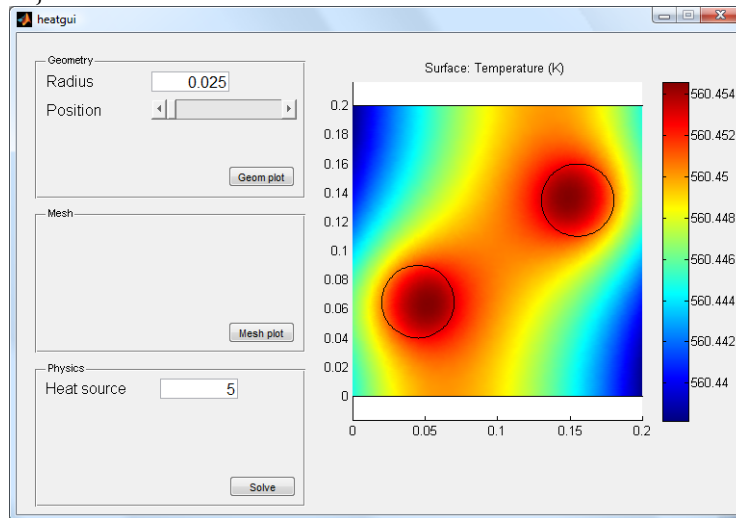 heatgui
Geometry
Radius 0.025
Position
Geom plot
Mesh
Mesh plot
Physics
Heat source 5
Solve
Surface: Temperature (K)
0.2
0.18
0.16
0.14
0.12
0.1
0.08
0.06
0.04
0.02
0
0 0.05 0.1 0.15 0.2
560.454
560.452
560.45
560.448
560.446
560.444
560.442
560.44